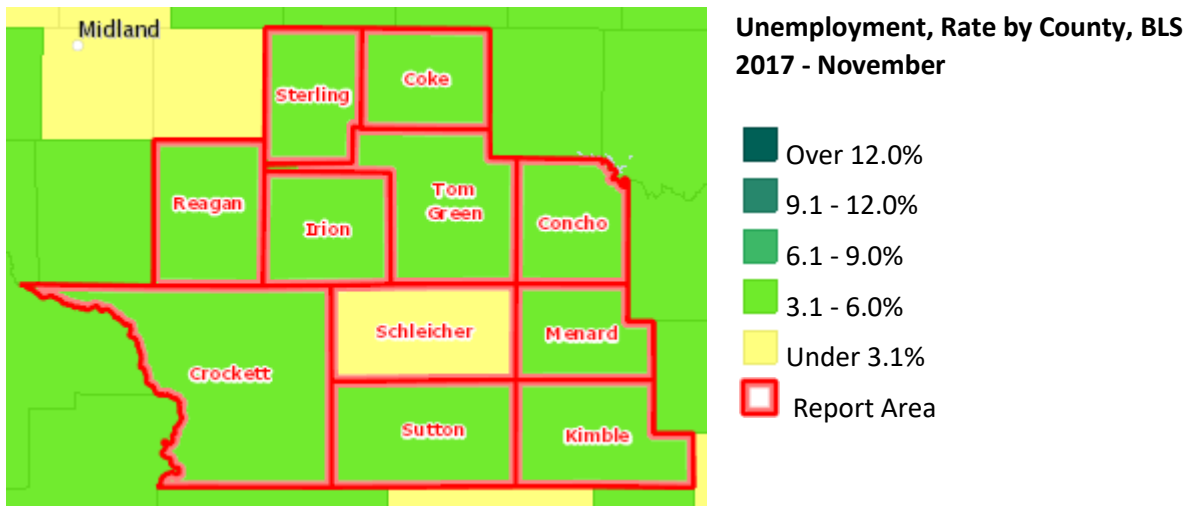 Midland
Sterling
Coke
Reagan
Irion
Tom
Green
Concho
Schleicher
Menard
Crockett
Sutton
Kimble
Unemployment, Rate by County, BLS
2017 - November
Over 12.0%
9.1 - 12.0%
6.1 - 9.0%
3.1 - 6.0%
Under 3.1%
Report Area